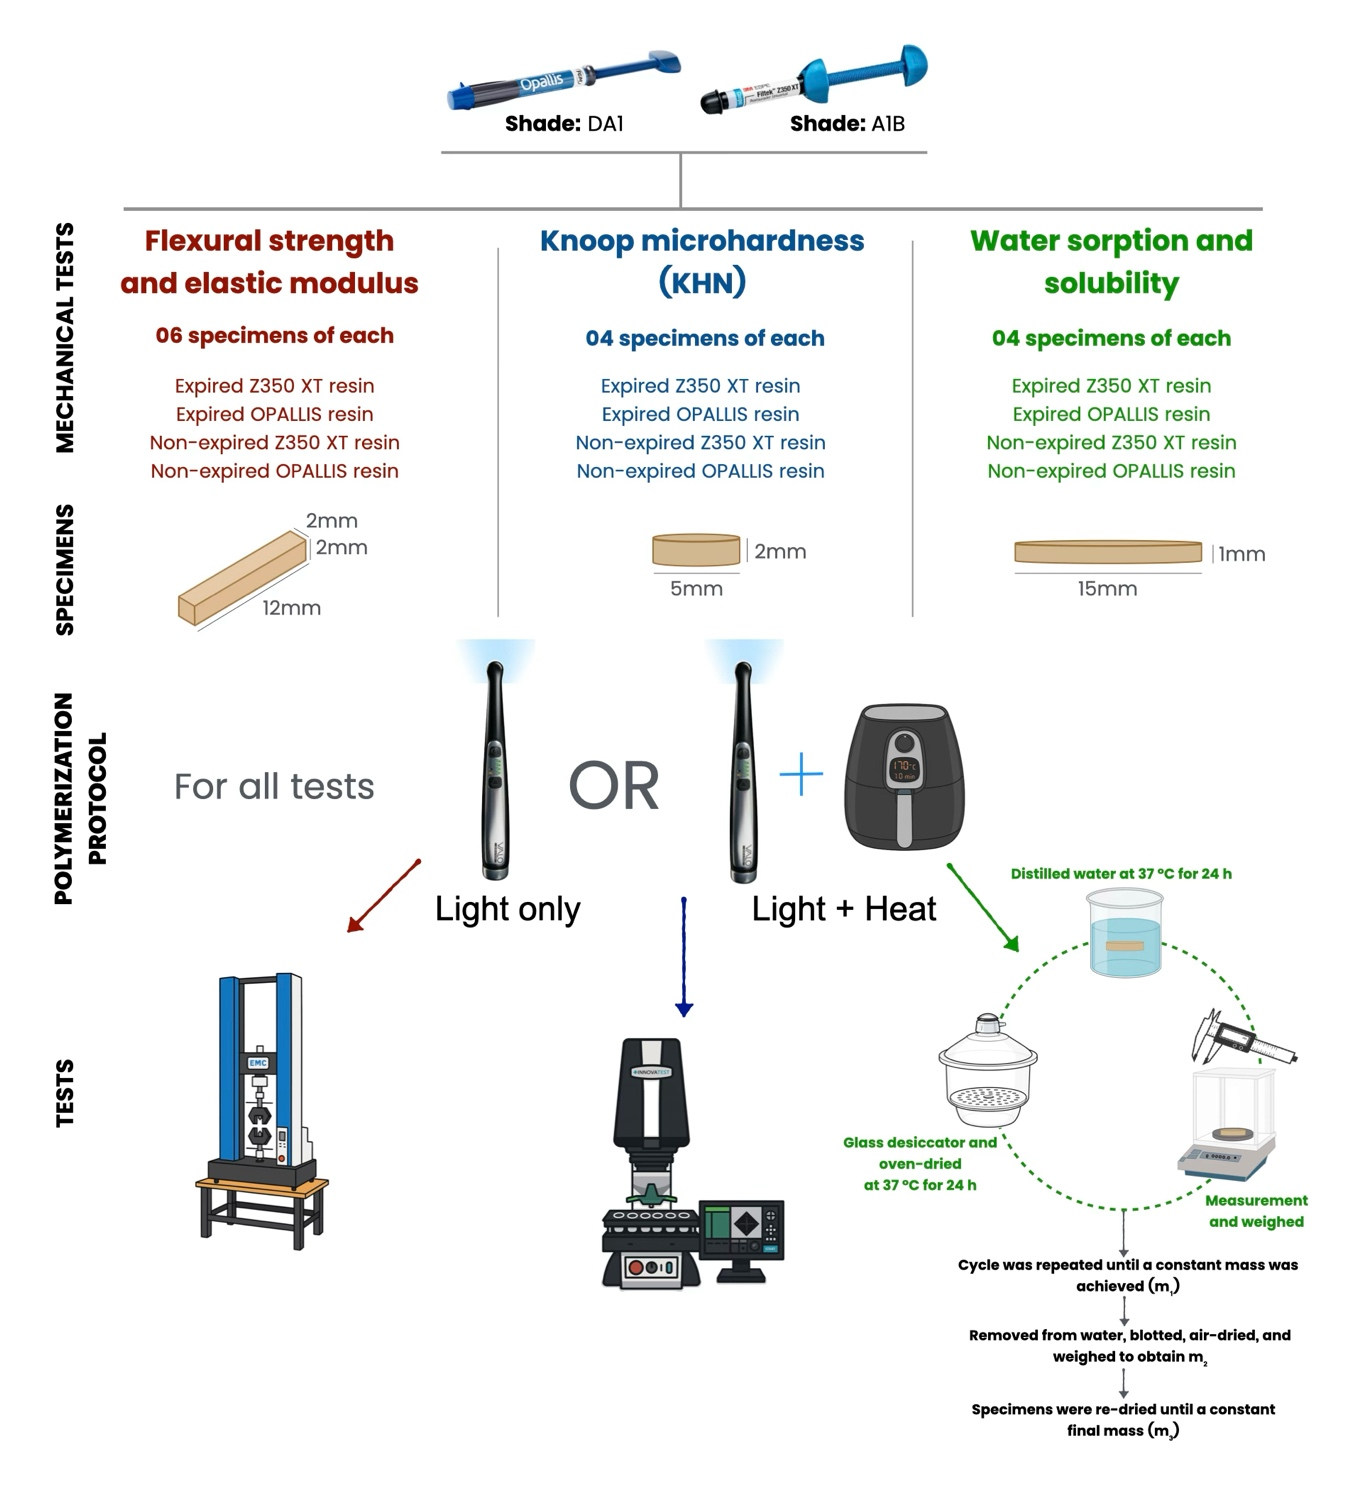 Opallis
3M ESPE
Filtek™ Z350 XT
Shade: DA1
Shade: A1B
MECHANICAL TESTS
Flexural strength
and elastic modulus
06 specimens of each
Expired Z350 XT resin
Expired OPALLIS resin
Non-expired Z350 XT resin
Non-expired OPALLIS resin
Knoop microhardness
(KHN)
04 specimens of each
Expired Z350 XT resin
Expired OPALLIS resin
Non-expired Z350 XT resin
Non-expired OPALLIS resin
Water sorption and
solubility
04 specimens of each
Expired Z350 XT resin
Expired OPALLIS resin
Non-expired Z350 XT resin
Non-expired OPALLIS resin
SPECIMENS
2mm
2mm
12mm
2mm
5mm
1mm
15mm
POLYMERIZATION
PROTOCOL
For all tests
VALO
Light only
OR
VALO
+
170°C
10 min
Light + Heat
TESTS
EMC
INNOVATEST
Distilled water at 37 ºC for 24 h
Glass desiccator and
oven-dried
at 37 ºC for 24 h
Measurement
and weighed
Cycle was repeated until a constant mass was
achieved (m₁)
Removed from water, blotted, air-dried, and
weighed to obtain m₂
Specimens were re-dried until a constant
final mass (m₃)